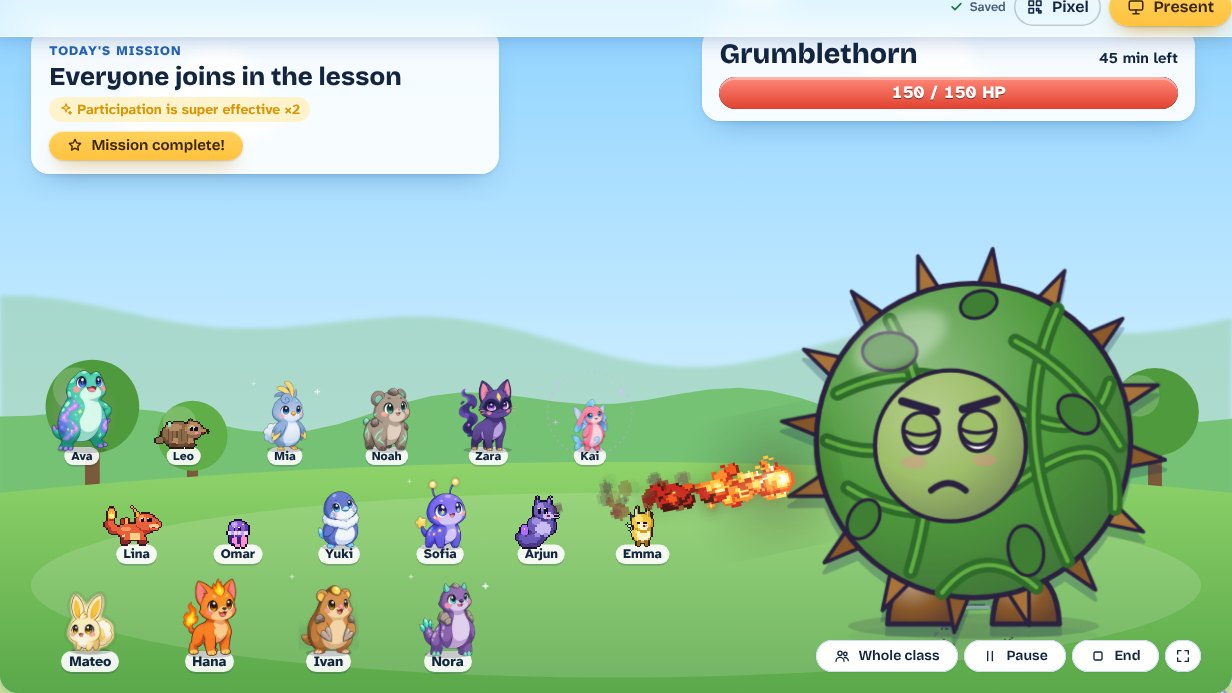 Saved
Pixel
Present
TODAY'S MISSION
Everyone joins in the lesson
Participation is super effective ×2
Mission complete!
Grumblethorn
45 min left
150 / 150 HP
Ava
Leo
Mia
Noah
Zara
Kai
Lina
Omar
Yuki
Sofia
Arjun
Emma
Mateo
Hana
Ivan
Nora
Whole class
Pause
End